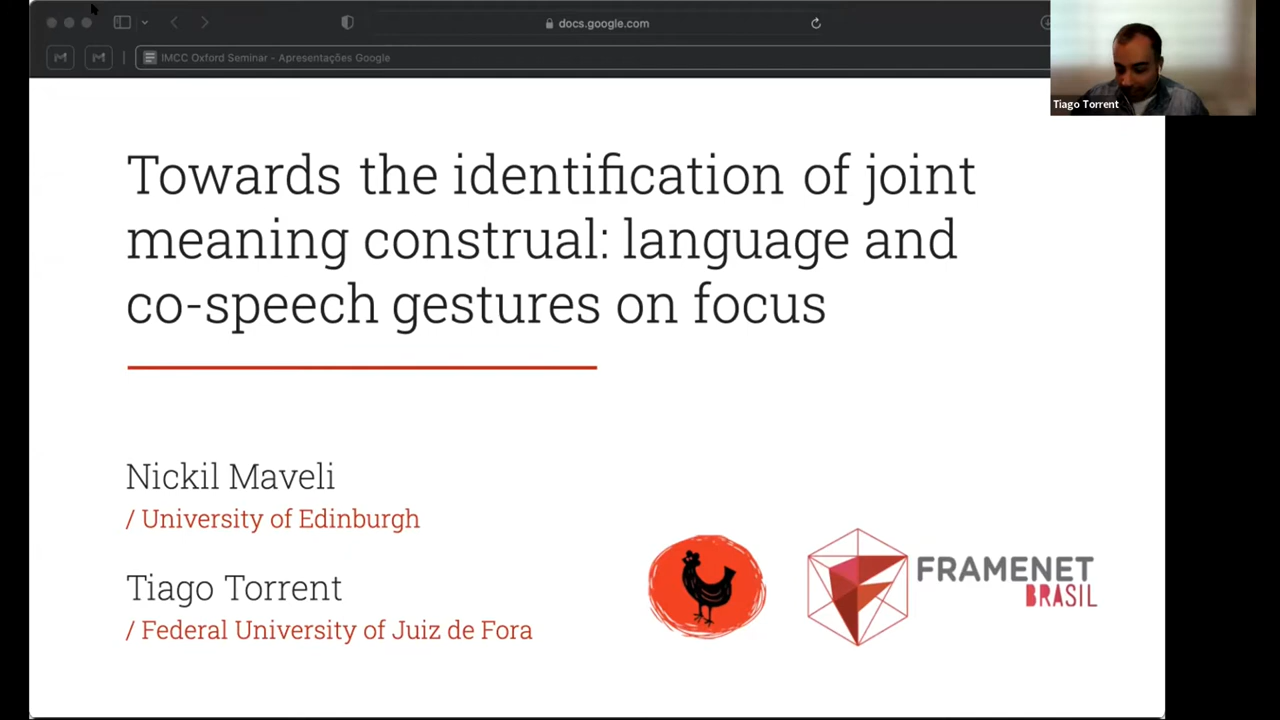 docs.google.com
IMCC Oxford Seminar - Apresentações Google
Tiago Torrent
Towards the identification of joint
meaning construal: language and
co-speech gestures on focus
Nickil Maveli
/ University of Edinburgh
Tiago Torrent
/ Federal University of Juiz de Fora
FRAMENET
BRASIL